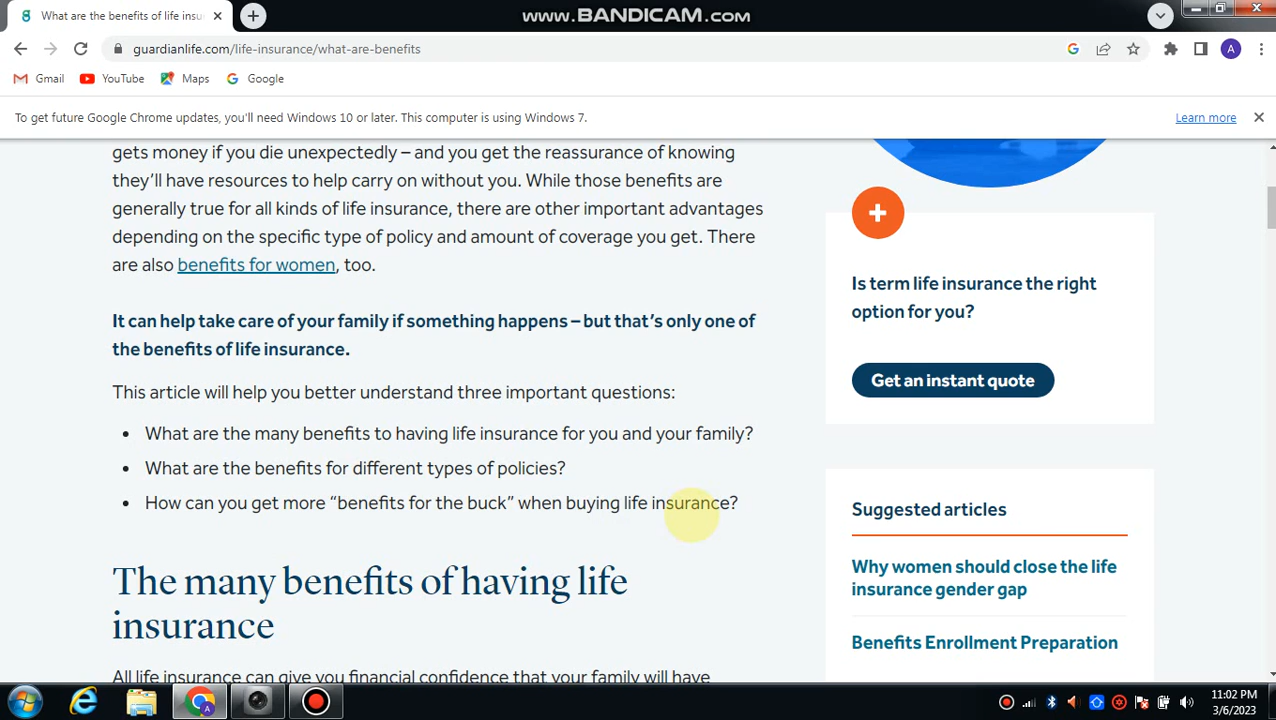 What are the benefits of life insu
www.BANDICAM.com
guardianlife.com/life-insurance/what-are-benefits
A
Gmail
YouTube
Maps
Google
To get future Google Chrome updates, you'll need Windows 10 or later. This computer is using Windows 7.
Learn more
gets money if you die unexpectedly – and you get the reassurance of knowing
they’ll have resources to help carry on without you. While those benefits are
generally true for all kinds of life insurance, there are other important advantages
depending on the specific type of policy and amount of coverage you get. There
are also benefits for women, too.
It can help take care of your family if something happens – but that’s only one of
the benefits of life insurance.
This article will help you better understand three important questions:
• What are the many benefits to having life insurance for you and your family?
• What are the benefits for different types of policies?
• How can you get more “benefits for the buck” when buying life insurance?
The many benefits of having life
insurance
All life insurance can give you financial confidence that your family will have
Is term life insurance the right
option for you?
Get an instant quote
Suggested articles
Why women should close the life
insurance gender gap
Benefits Enrollment Preparation
11:02 PM
3/6/2023